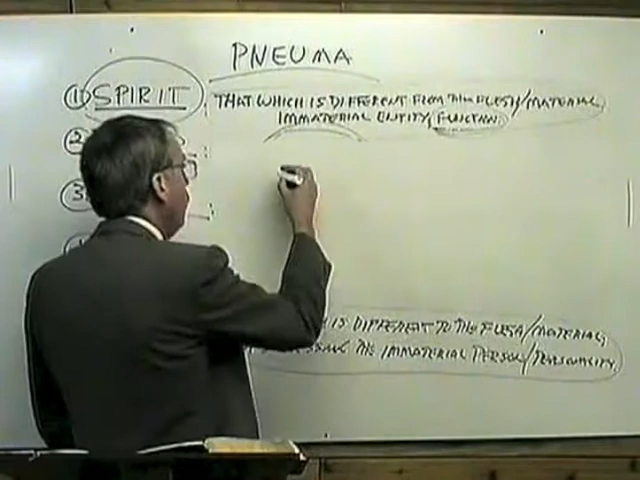 PNEUMA
① SPIRIT : THAT WHICH IS DIFFERENT FROM THE FLESH/MATERIAL
IMMATERIAL ENTITY, FUNCTION.
②
③
IS DIFFERENT TO THE FLESH/MATERIAL,
THE IMMATERIAL PERSON/PERSONALITY.